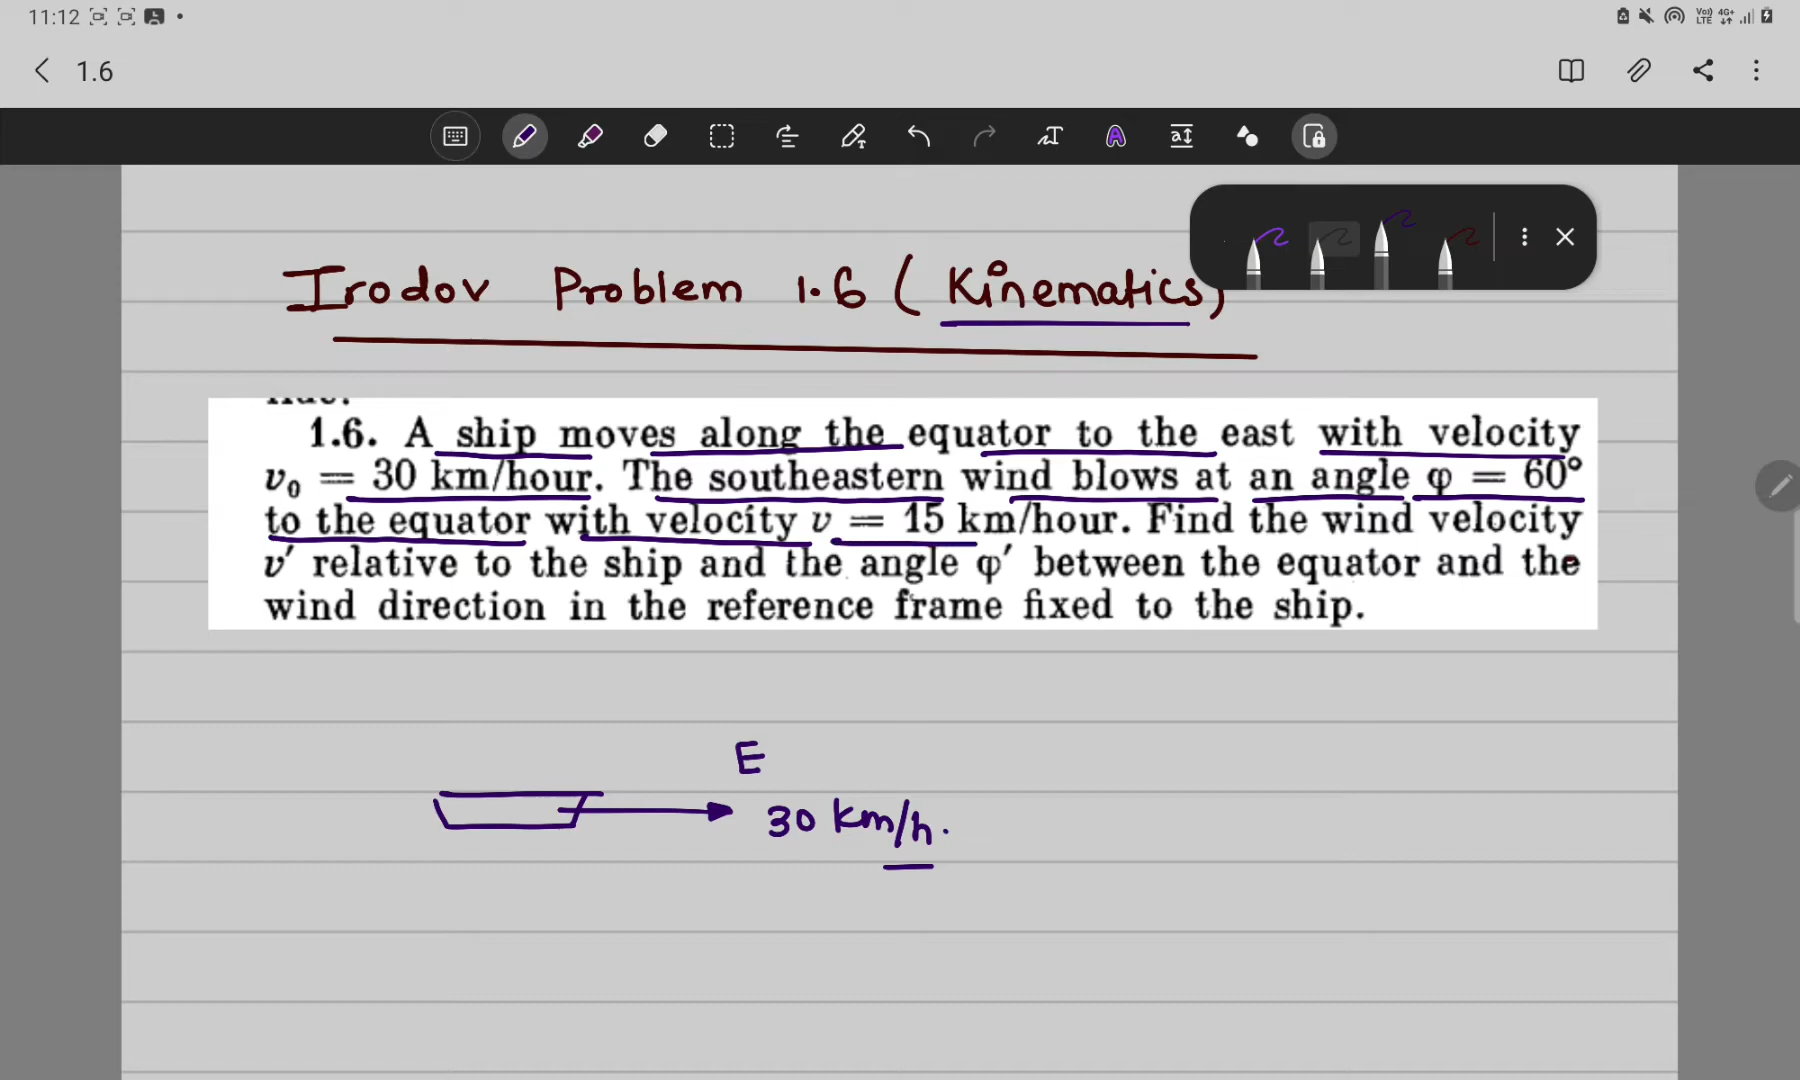 11:12
VoD 4G+
LTE
1.6
Irodov Problem 1.6 (Kinematics)
1.6. A ship moves along the equator to the east with velocity
v₀ = 30 km/hour. The southeastern wind blows at an angle φ = 60°
to the equator with velocity v = 15 km/hour. Find the wind velocity
v′ relative to the ship and the angle φ′ between the equator and the
wind direction in the reference frame fixed to the ship.
E
30 km/h.